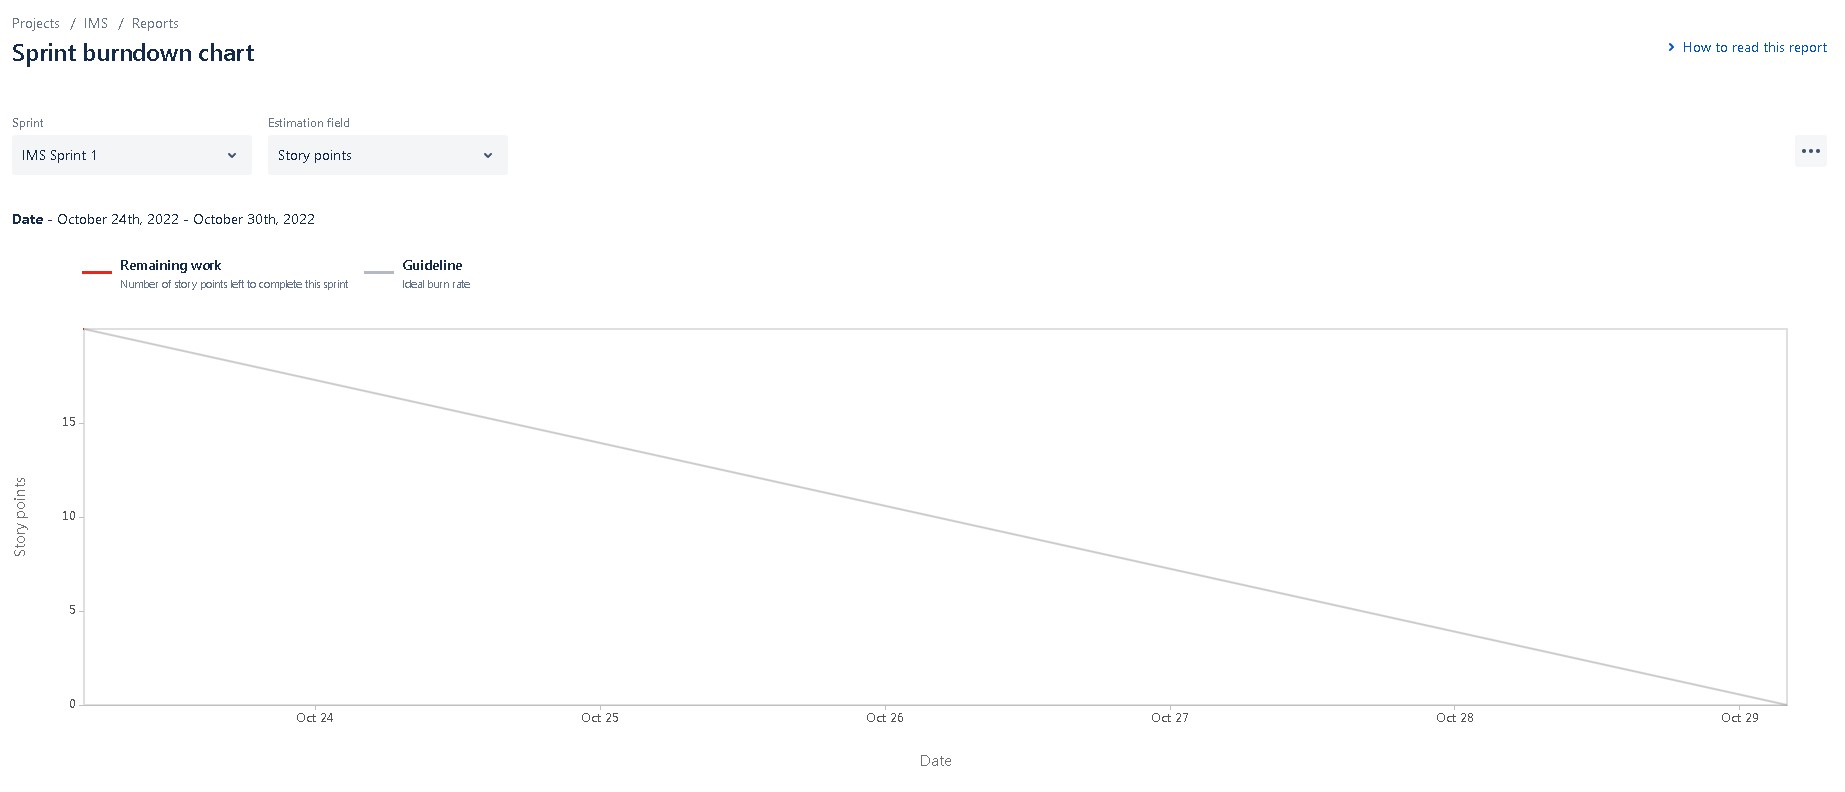 Projects / IMS / Reports
Sprint burndown chart
How to read this report
Sprint
Estimation field
IMS Sprint 1
Story points
Date - October 24th, 2022 - October 30th, 2022
Remaining work
Number of story points left to complete this sprint
Guideline
Ideal burn rate
15
10
5
0
Story points
Oct 24 Oct 25 Oct 26 Oct 27 Oct 28 Oct 29
Date